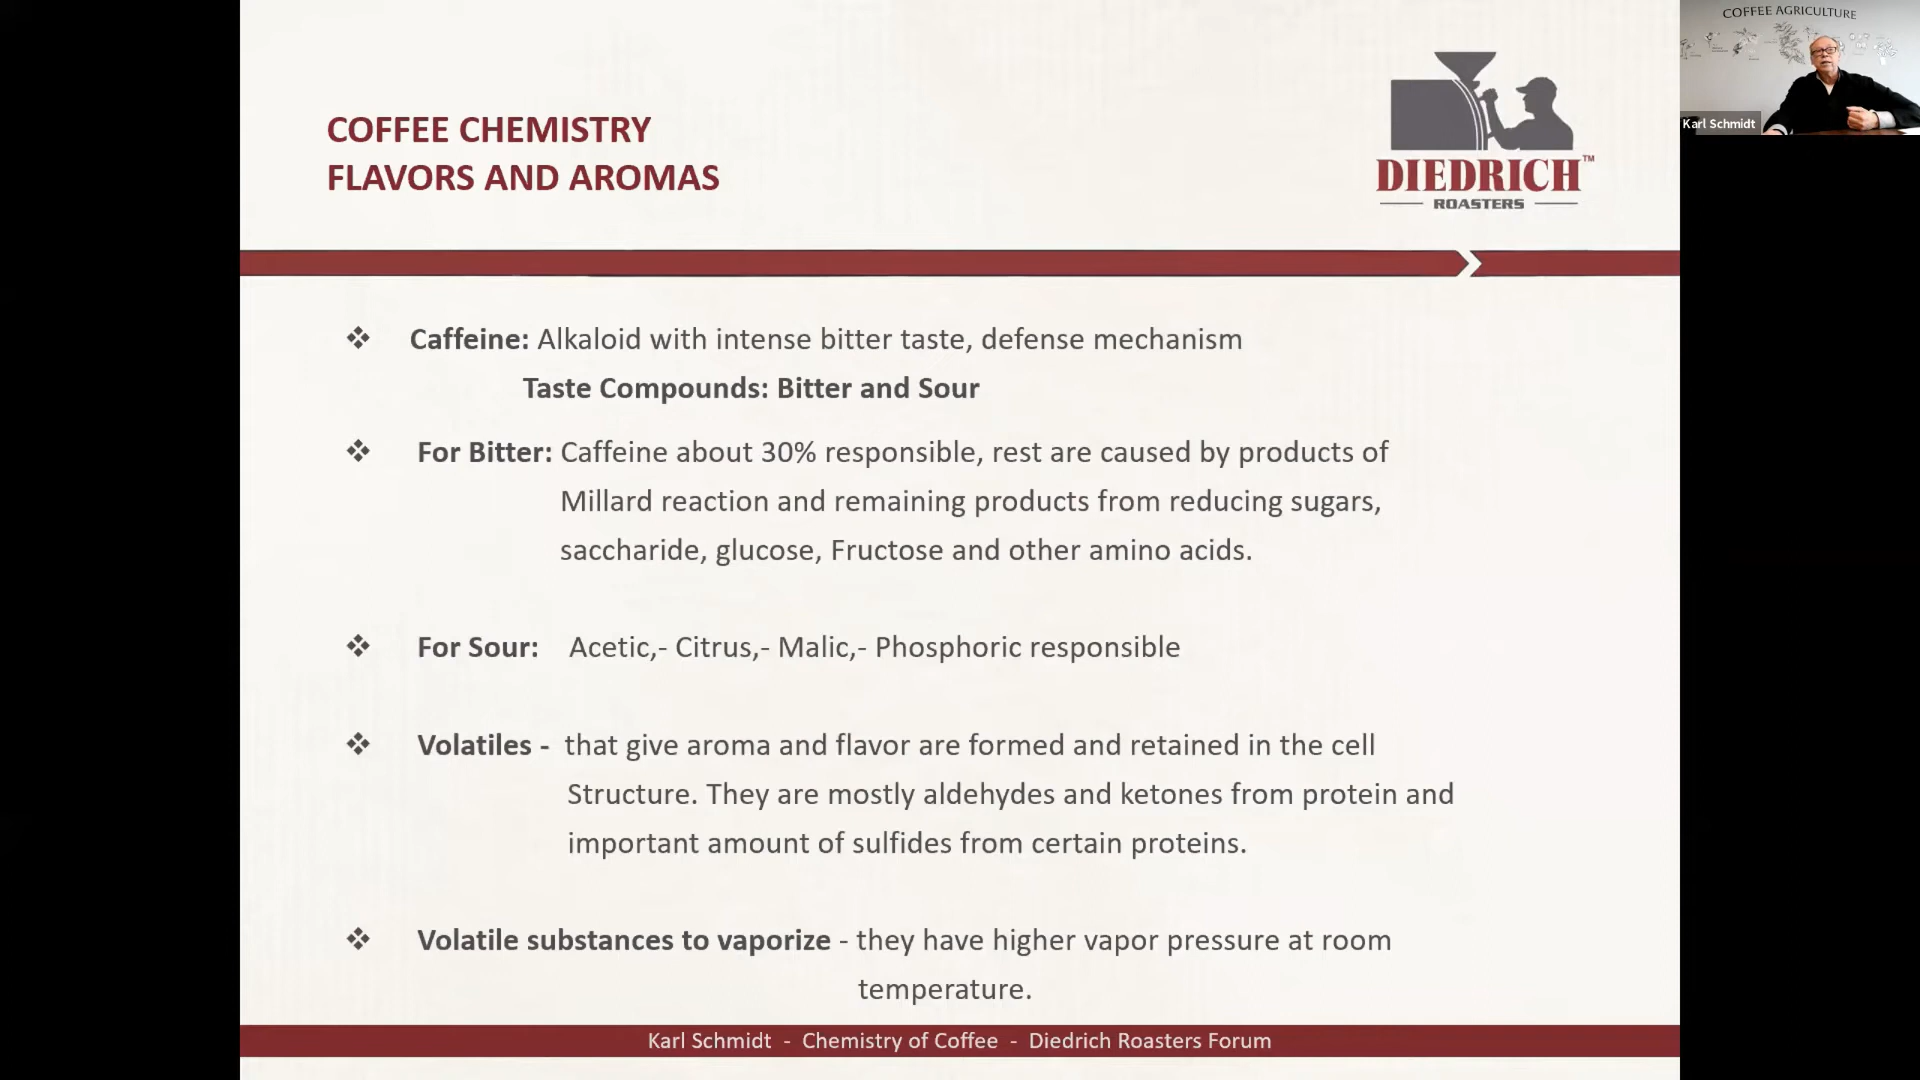 COFFEE CHEMISTRY
FLAVORS AND AROMAS
DIEDRICH™
ROASTERS
COFFEE AGRICULTURE
Karl Schmidt
❖ Caffeine: Alkaloid with intense bitter taste, defense mechanism
Taste Compounds: Bitter and Sour
❖ For Bitter: Caffeine about 30% responsible, rest are caused by products of
Millard reaction and remaining products from reducing sugars,
saccharide, glucose, Fructose and other amino acids.
❖ For Sour: Acetic,- Citrus,- Malic,- Phosphoric responsible
❖ Volatiles - that give aroma and flavor are formed and retained in the cell
Structure. They are mostly aldehydes and ketones from protein and
important amount of sulfides from certain proteins.
❖ Volatile substances to vaporize - they have higher vapor pressure at room
temperature.
Karl Schmidt - Chemistry of Coffee - Diedrich Roasters Forum